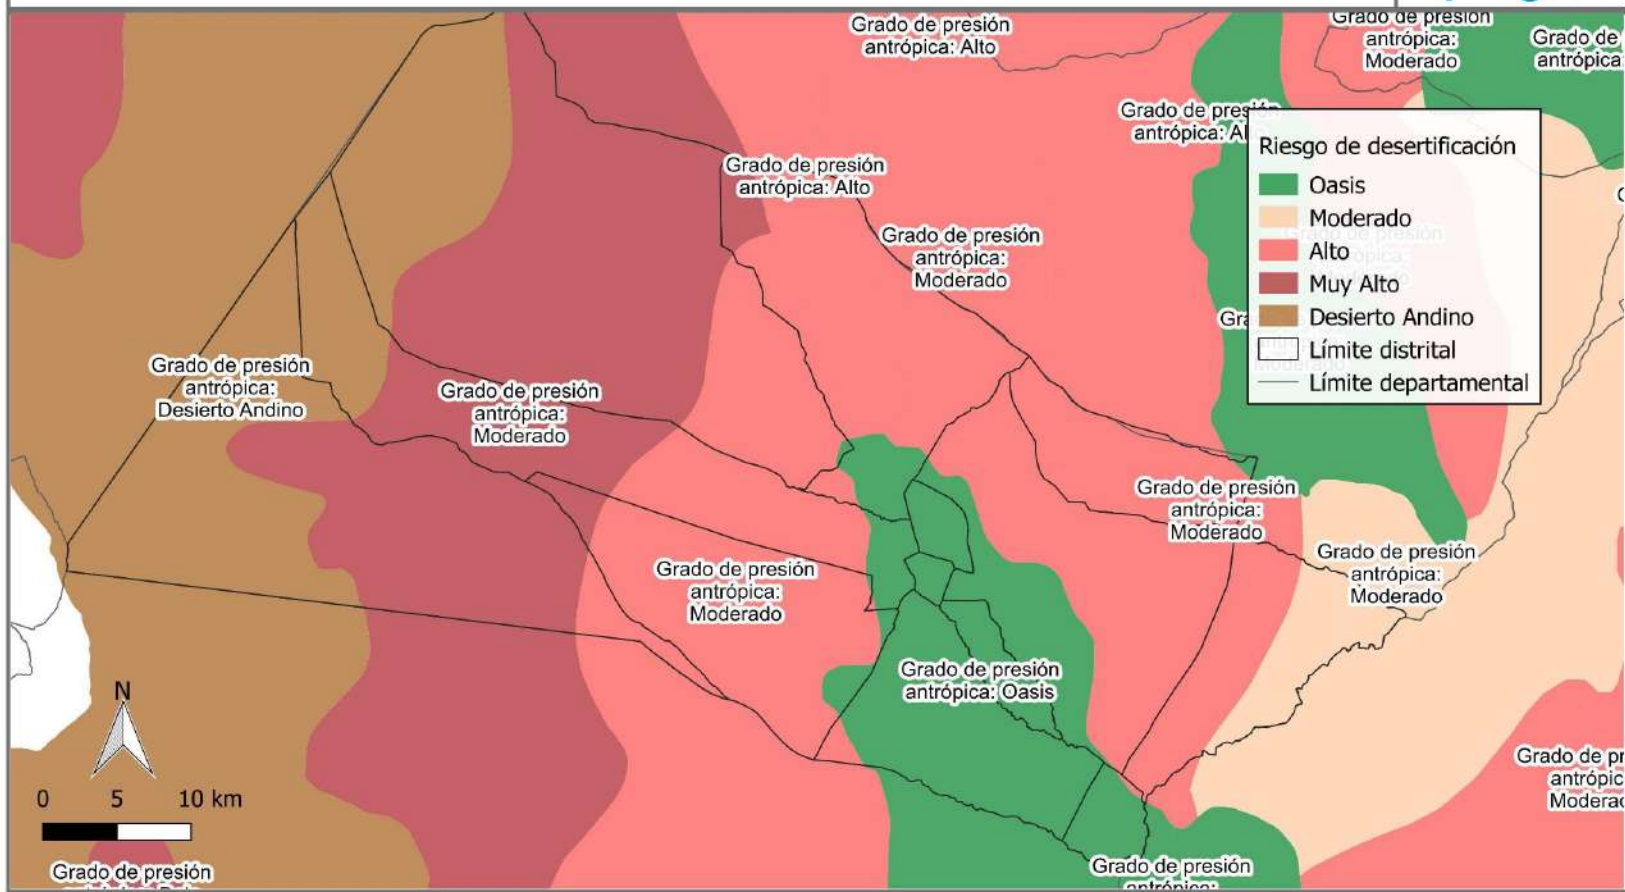 Grado de presión
antrópica: Alto
Grado de presión
antrópica:
Moderado
Grado de
antrópica:
Grado de presión
antrópica: Al
Riesgo de desertificación
Oasis
Moderado
Alto
Muy Alto
Desierto Andino
Límite distrital
Límite departamental
Grado de presión
antrópica: Alto
Grado de presión
antrópica:
Moderado
Grado de presión
antrópica:
Desierto Andino
Grado de presión
antrópica:
Moderado
Grado de presión
antrópica:
Moderado
Grado de presión
antrópica:
Moderado
Grado de presión
antrópica:
Moderado
Grado de presión
antrópica: Oasis
N
0 5 10 km
Grado de presión
Grado de presión